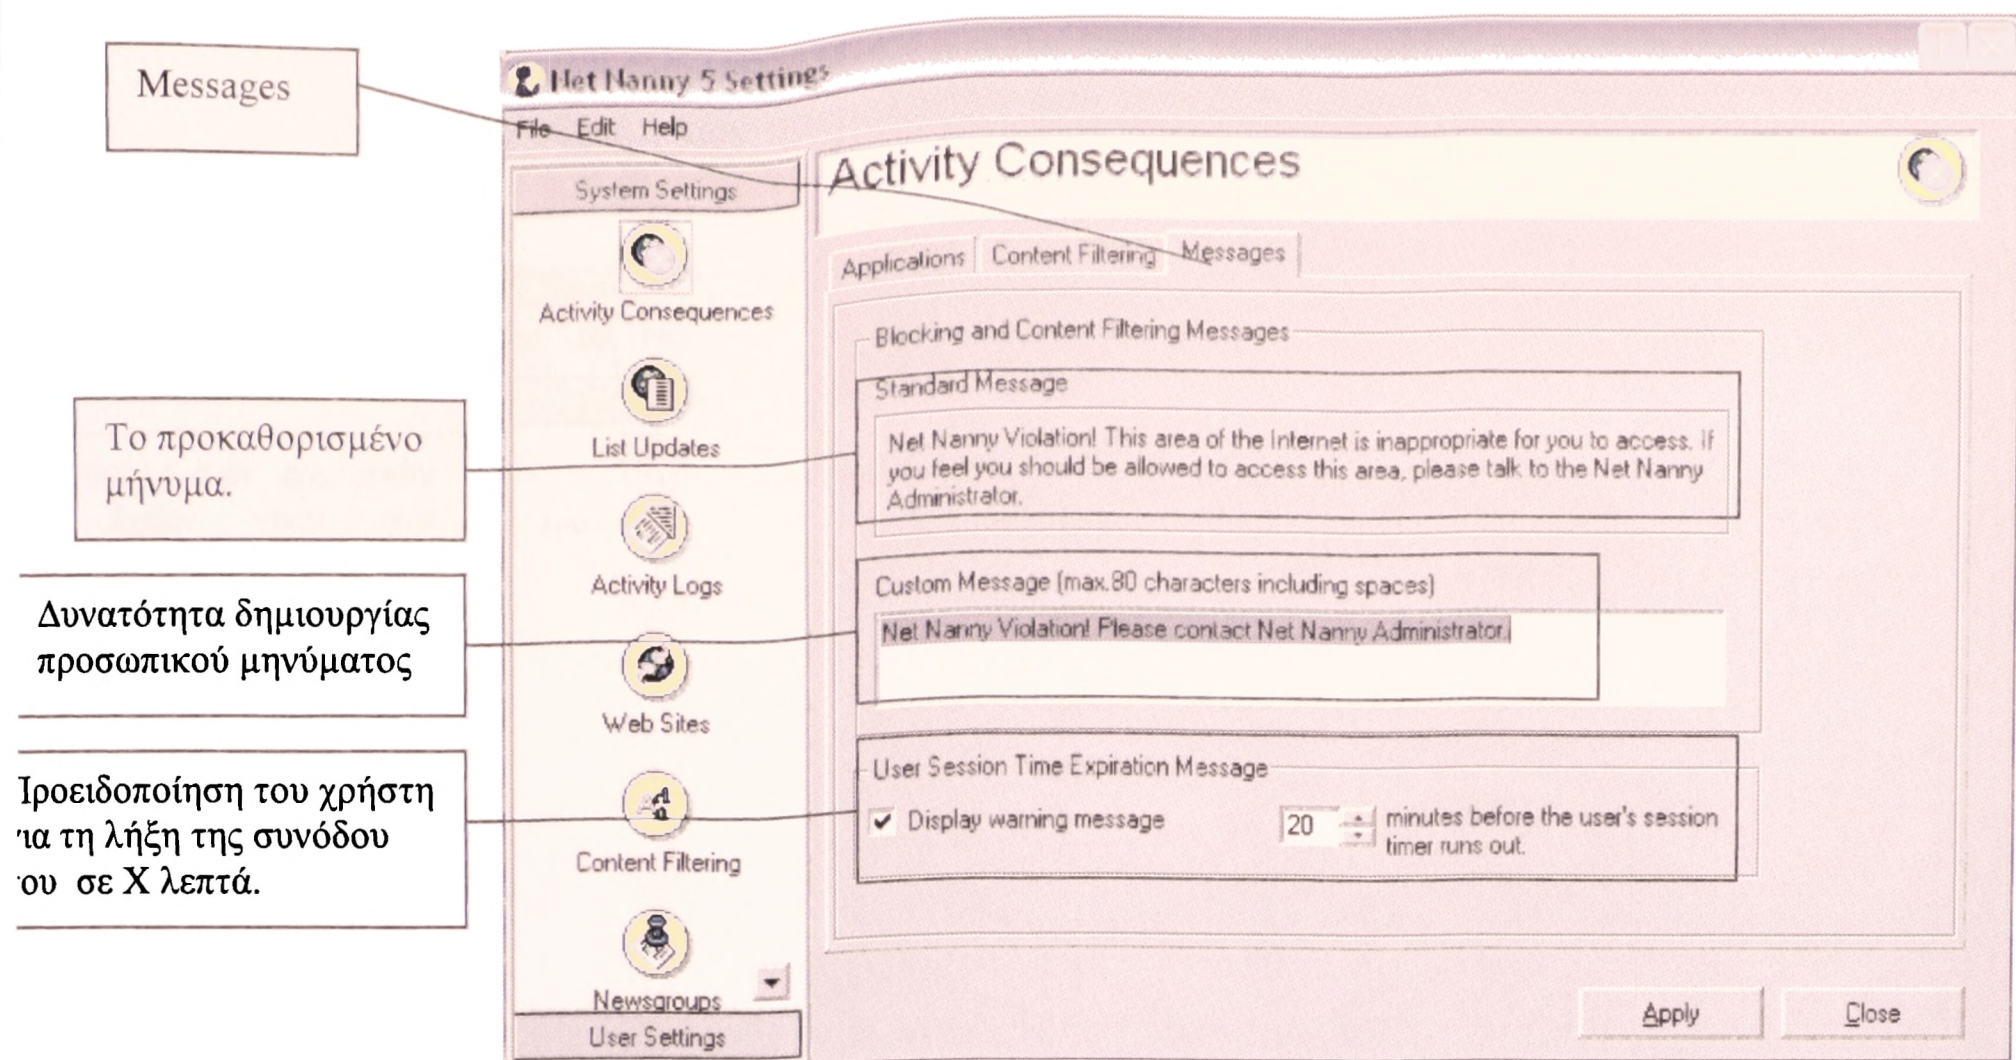 Messages
Net Nanny 5 Settings
File Edit Help
System Settings
Activity Consequences
List Updates
Activity Logs
Web Sites
Content Filtering
Newsgroups
User Settings
Activity Consequences
Applications Content Filtering Messages
Blocking and Content Filtering Messages
Standard Message
Net Nanny Violation! This area of the Internet is inappropriate for you to access. If
you feel you should be allowed to access this area, please talk to the Net Nanny
Administrator.
Custom Message (max.80 characters including spaces)
Net Nanny Violation! Please contact Net Nanny Administrator.
User Session Time Expiration Message
Display warning message 20 minutes before the user's session
timer runs out.
Apply Close
Το προκαθορισμένο
μήνυμα.
Δυνατότητα δημιουργίας
προσωπικού μηνύματος
του χρήστη
τη λήξη της συνόδου
σε Χ λεπτά.